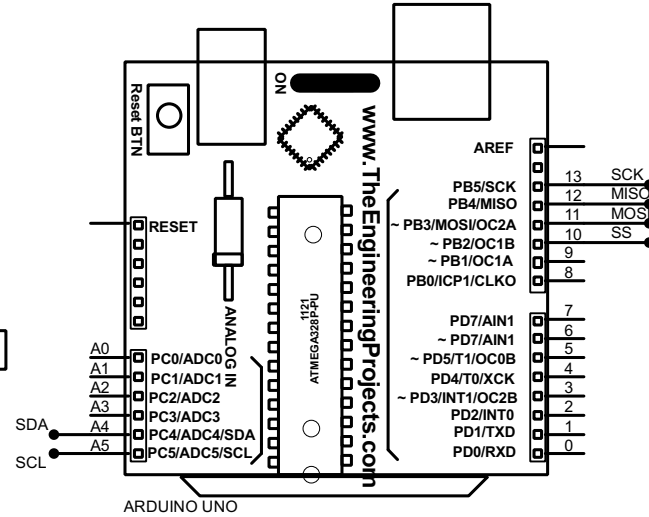 ON
Reset BTN
www.TheEngineeringProjects.com
AREF
13 SCK
PB5/SCK
12 MISO
PB4/MISO
11 MOS
~ PB3/MOSI/OC2A
10 SS
~ PB2/OC1B
9
~ PB1/OC1A
8
PB0/ICP1/CLKO
RESET
1121
ATMEGA328P-PU
ANALOG IN
7
PD7/AIN1
6
~ PD7/AIN1
5
~ PD5/T1/OC0B
4
PD4/T0/XCK
3
~ PD3/INT1/OC2B
2
PD2/INT0
1
PD1/TXD
0
PD0/RXD
A0
PC0/ADC0
A1
PC1/ADC1
A2
PC2/ADC2
A3
PC3/ADC3
SDA A4
PC4/ADC4/SDA
SCL A5
PC5/ADC5/SCL
ARDUINO UNO